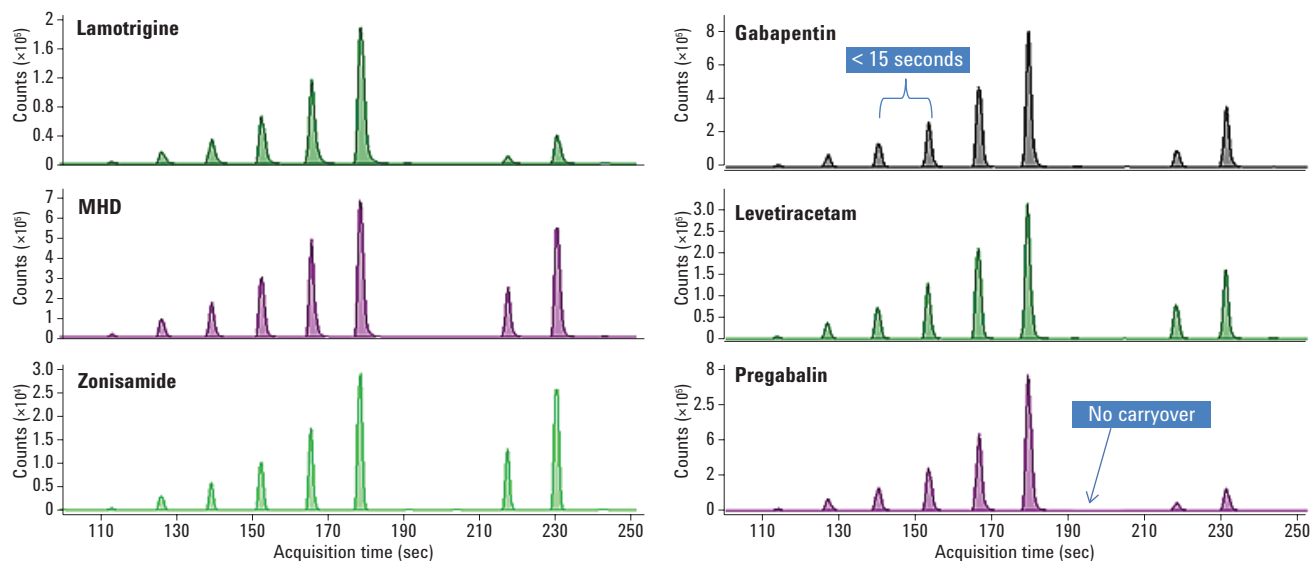 Lamotrigine
Counts (×10⁵)
2
1.6
1.2
0.8
0.4
0
MHD
Counts (×10⁵)
7
6
5
4
3
2
1
0
Zonisamide
Counts (×10⁴)
3.0
2.5
2.0
1.5
1.0
0.5
0
110 130 150 170 190 210 230 250
Acquisition time (sec)
Gabapentin
< 15 seconds
Counts (×10⁵)
8
6
4
2
0
Levetiracetam
Counts (×10⁵)
3.0
2.5
2.0
1.5
1.0
0.5
0
Pregabalin
No carryover
Counts (×10⁵)
8
2.5
6
2
0
110 130 150 170 190 210 230 250
Acquisition time (sec)